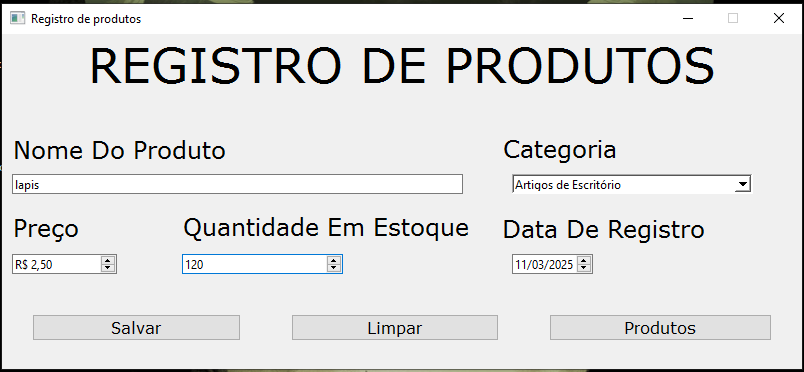 Registro de produtos
REGISTRO DE PRODUTOS
Nome Do Produto
Categoria
lapis
Artigos de Escritório
Preço
Quantidade Em Estoque
Data De Registro
R$ 2,50
120
11/03/2025
Salvar
Limpar
Produtos